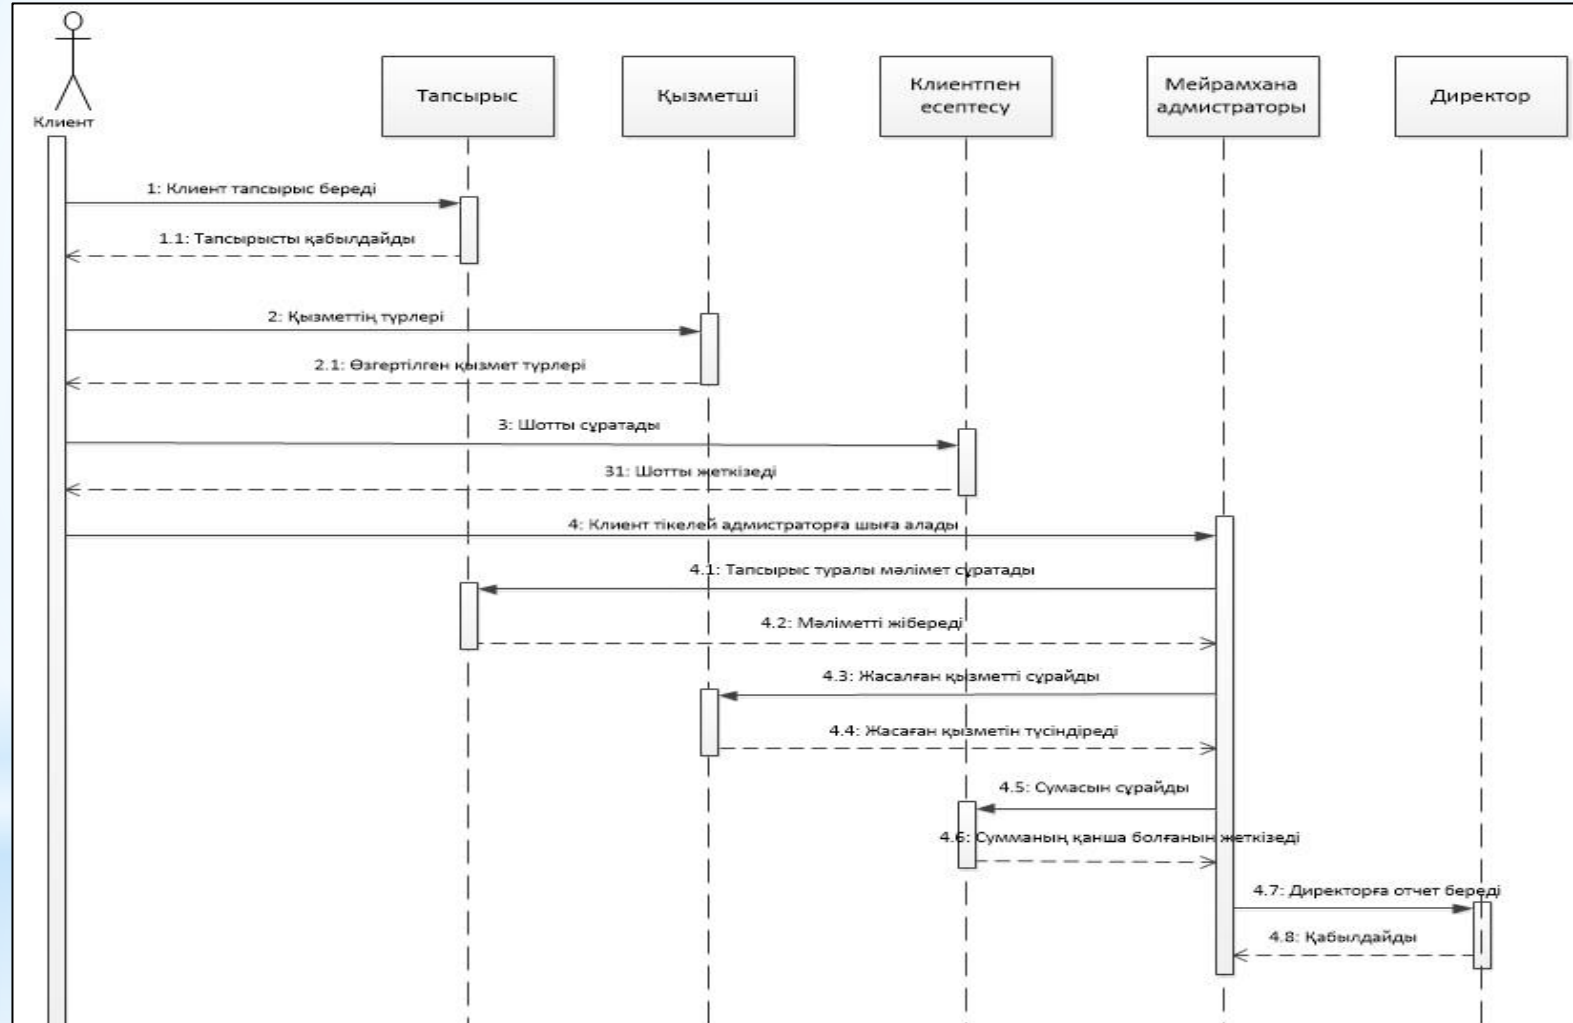 Клиент
Тапсырыс
Қызметші
Клиентпен
есептесу
Мейрамхана
адмистраторы
Директор
1: Клиент тапсырыс береді
1.1: Тапсырысты қабылдайды
2: Қызметтің түрлері
2.1: Өзгертілген қызмет түрлері
3: Шотты сұратады
31: Шотты жеткізеді
4: Клиент тікелей адмистраторға шыға алады
4.1: Тапсырыс туралы мәлімет сұратады
4.2: Мәліметті жібереді
4.3: Жасалған қызметті сұрайды
4.4: Жасаған қызметін түсіндіреді
4.5: Сумасын сұрайды
4.6: Сумманың қанша болғанын жеткізеді
4.7: Директорға отчет береді
4.8: Қабылдайды